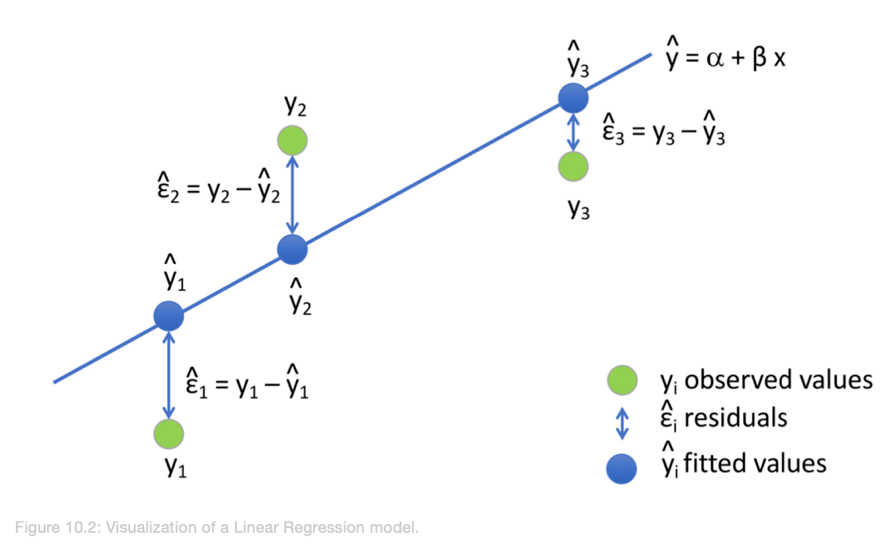 ŷ = α + β x
ŷ₃
y₂
ε̂₃ = y₃ − ŷ₃
ε̂₂ = y₂ − ŷ₂
y₃
ŷ₁
ŷ₂
ε̂₁ = y₁ − ŷ₁
yᵢ observed values
ε̂ᵢ residuals
y₁
ŷᵢ fitted values
Figure 10.2: Visualization of a Linear Regression model.